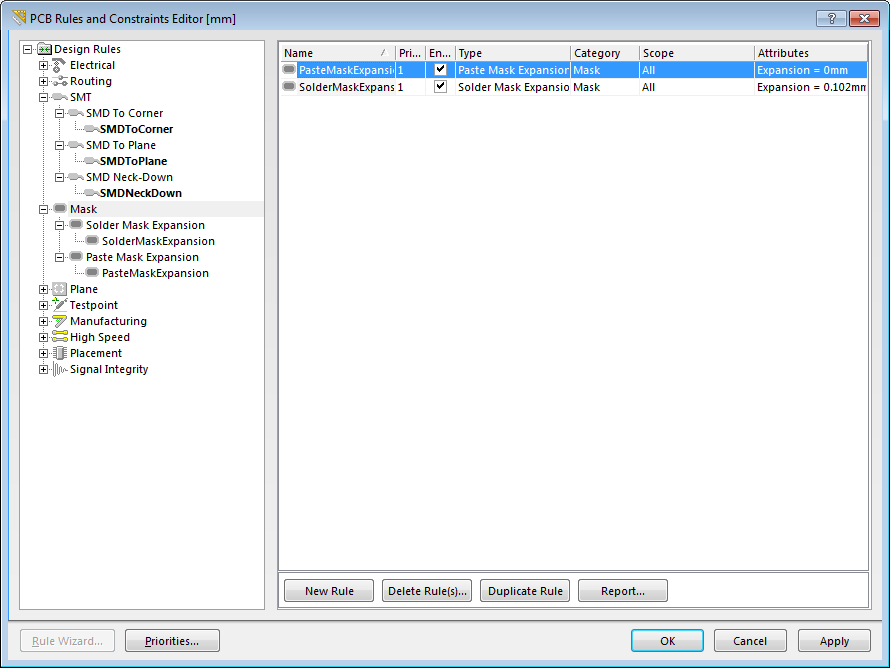 PCB Rules and Constraints Editor [mm]
Design Rules
Electrical
Routing
SMT
SMD To Corner
SMDToCorner
SMD To Plane
SMDToPlane
SMD Neck-Down
SMDNeckDown
Mask
Solder Mask Expansion
SolderMaskExpansion
Paste Mask Expansion
PasteMaskExpansion
Plane
Testpoint
Manufacturing
High Speed
Placement
Signal Integrity
Name Pri... En... Type Category Scope Attributes
PasteMaskExpansi 1 Paste Mask Expansion Mask All Expansion = 0mm
SolderMaskExpans 1 Solder Mask Expansio Mask All Expansion = 0.102mm
New Rule Delete Rule(s)... Duplicate Rule Report...
Rule Wizard... Priorities... OK Cancel Apply